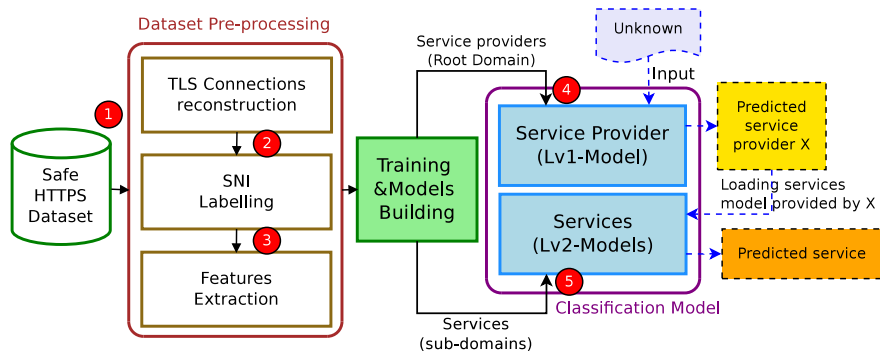 Dataset Pre-processing
1
Safe
HTTPS
Dataset
TLS Connections
reconstruction
2
SNI
Labelling
3
Features
Extraction
Training
&Models
Building
Service providers
(Root Domain)
Services
(sub-domains)
Unknown
Input
4
Service Provider
(Lv1-Model)
Services
(Lv2-Models)
5
Classification Model
Predicted
service
provider X
Loading services
model provided by X
Predicted service